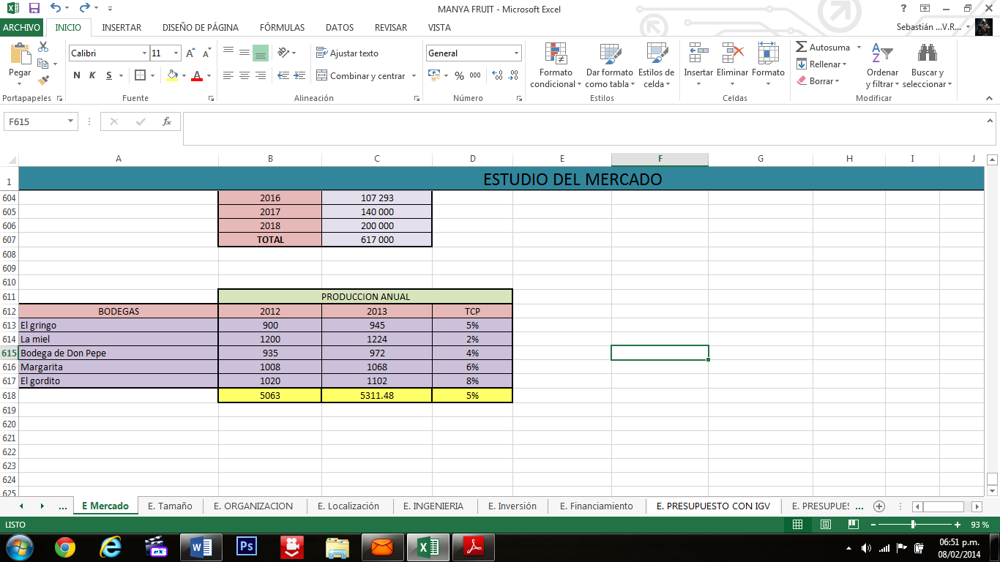 MANYA FRUIT - Microsoft Excel
ARCHIVO INICIO INSERTAR DISEÑO DE PÁGINA FÓRMULAS DATOS REVISAR VISTA Sebastián ...V.R...
Pegar
Calibri 11
N K S
Ajustar texto
Combinar y centrar
General
% 000
Formato condicional
Dar formato como tabla
Estilos de celda
Insertar Eliminar Formato
Autosuma
Rellenar
Borrar
Ordenar y filtrar
Buscar y seleccionar
Portapapeles Fuente Alineación Número Estilos Celdas Modificar
F615 fx
A B C D E F G H I J
1 ESTUDIO DEL MERCADO
604 2016 107 293
605 2017 140 000
606 2018 200 000
607 TOTAL 617 000
608
609
610
611 PRODUCCION ANUAL
612 BODEGAS 2012 2013 TCP
613 El gringo 900 945 5%
614 La miel 1200 1224 2%
615 Bodega de Don Pepe 935 972 4%
616 Margarita 1008 1068 6%
617 El gordito 1020 1102 8%
618 5063 5311.48 5%
619
620
621
622
623
624
625
... E Mercado E. Tamaño E. ORGANIZACION E. Localización E. INGENIERIA E. Inversión E. Financiamiento E. PRESUPUESTO CON IGV E. PRESUPUES ...
LISTO 93 %
06:51 p.m.
08/02/2014